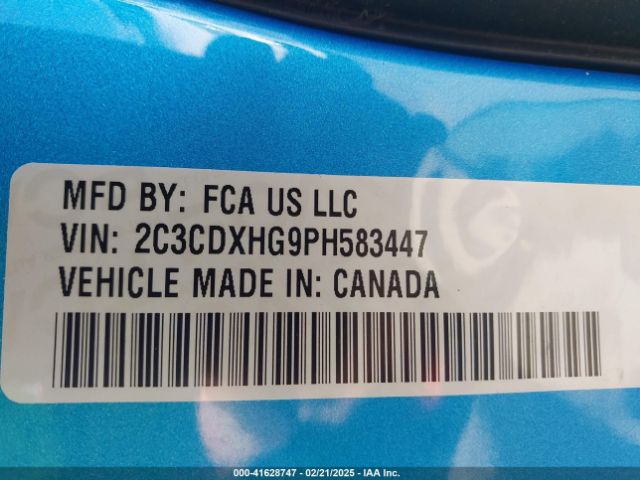 MFD BY: FCA US LLC
VIN: 2C3CDXHG9PH583447
VEHICLE MADE IN: CANADA
000-41628747 - 02/21/2025 - IAA Inc.